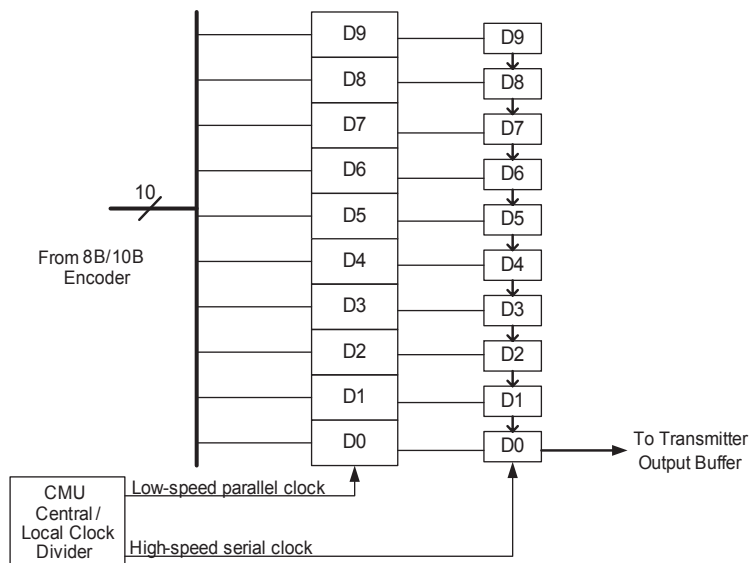 D9 D9
D8 D8
D7 D7
D6 D6
10
D5 D5
From 8B/10B
Encoder
D4 D4
D3 D3
D2 D2
D1 D1
D0 D0
To Transmitter
Output Buffer
CMU
Central /
Local Clock
Divider
Low-speed parallel clock
High-speed serial clock